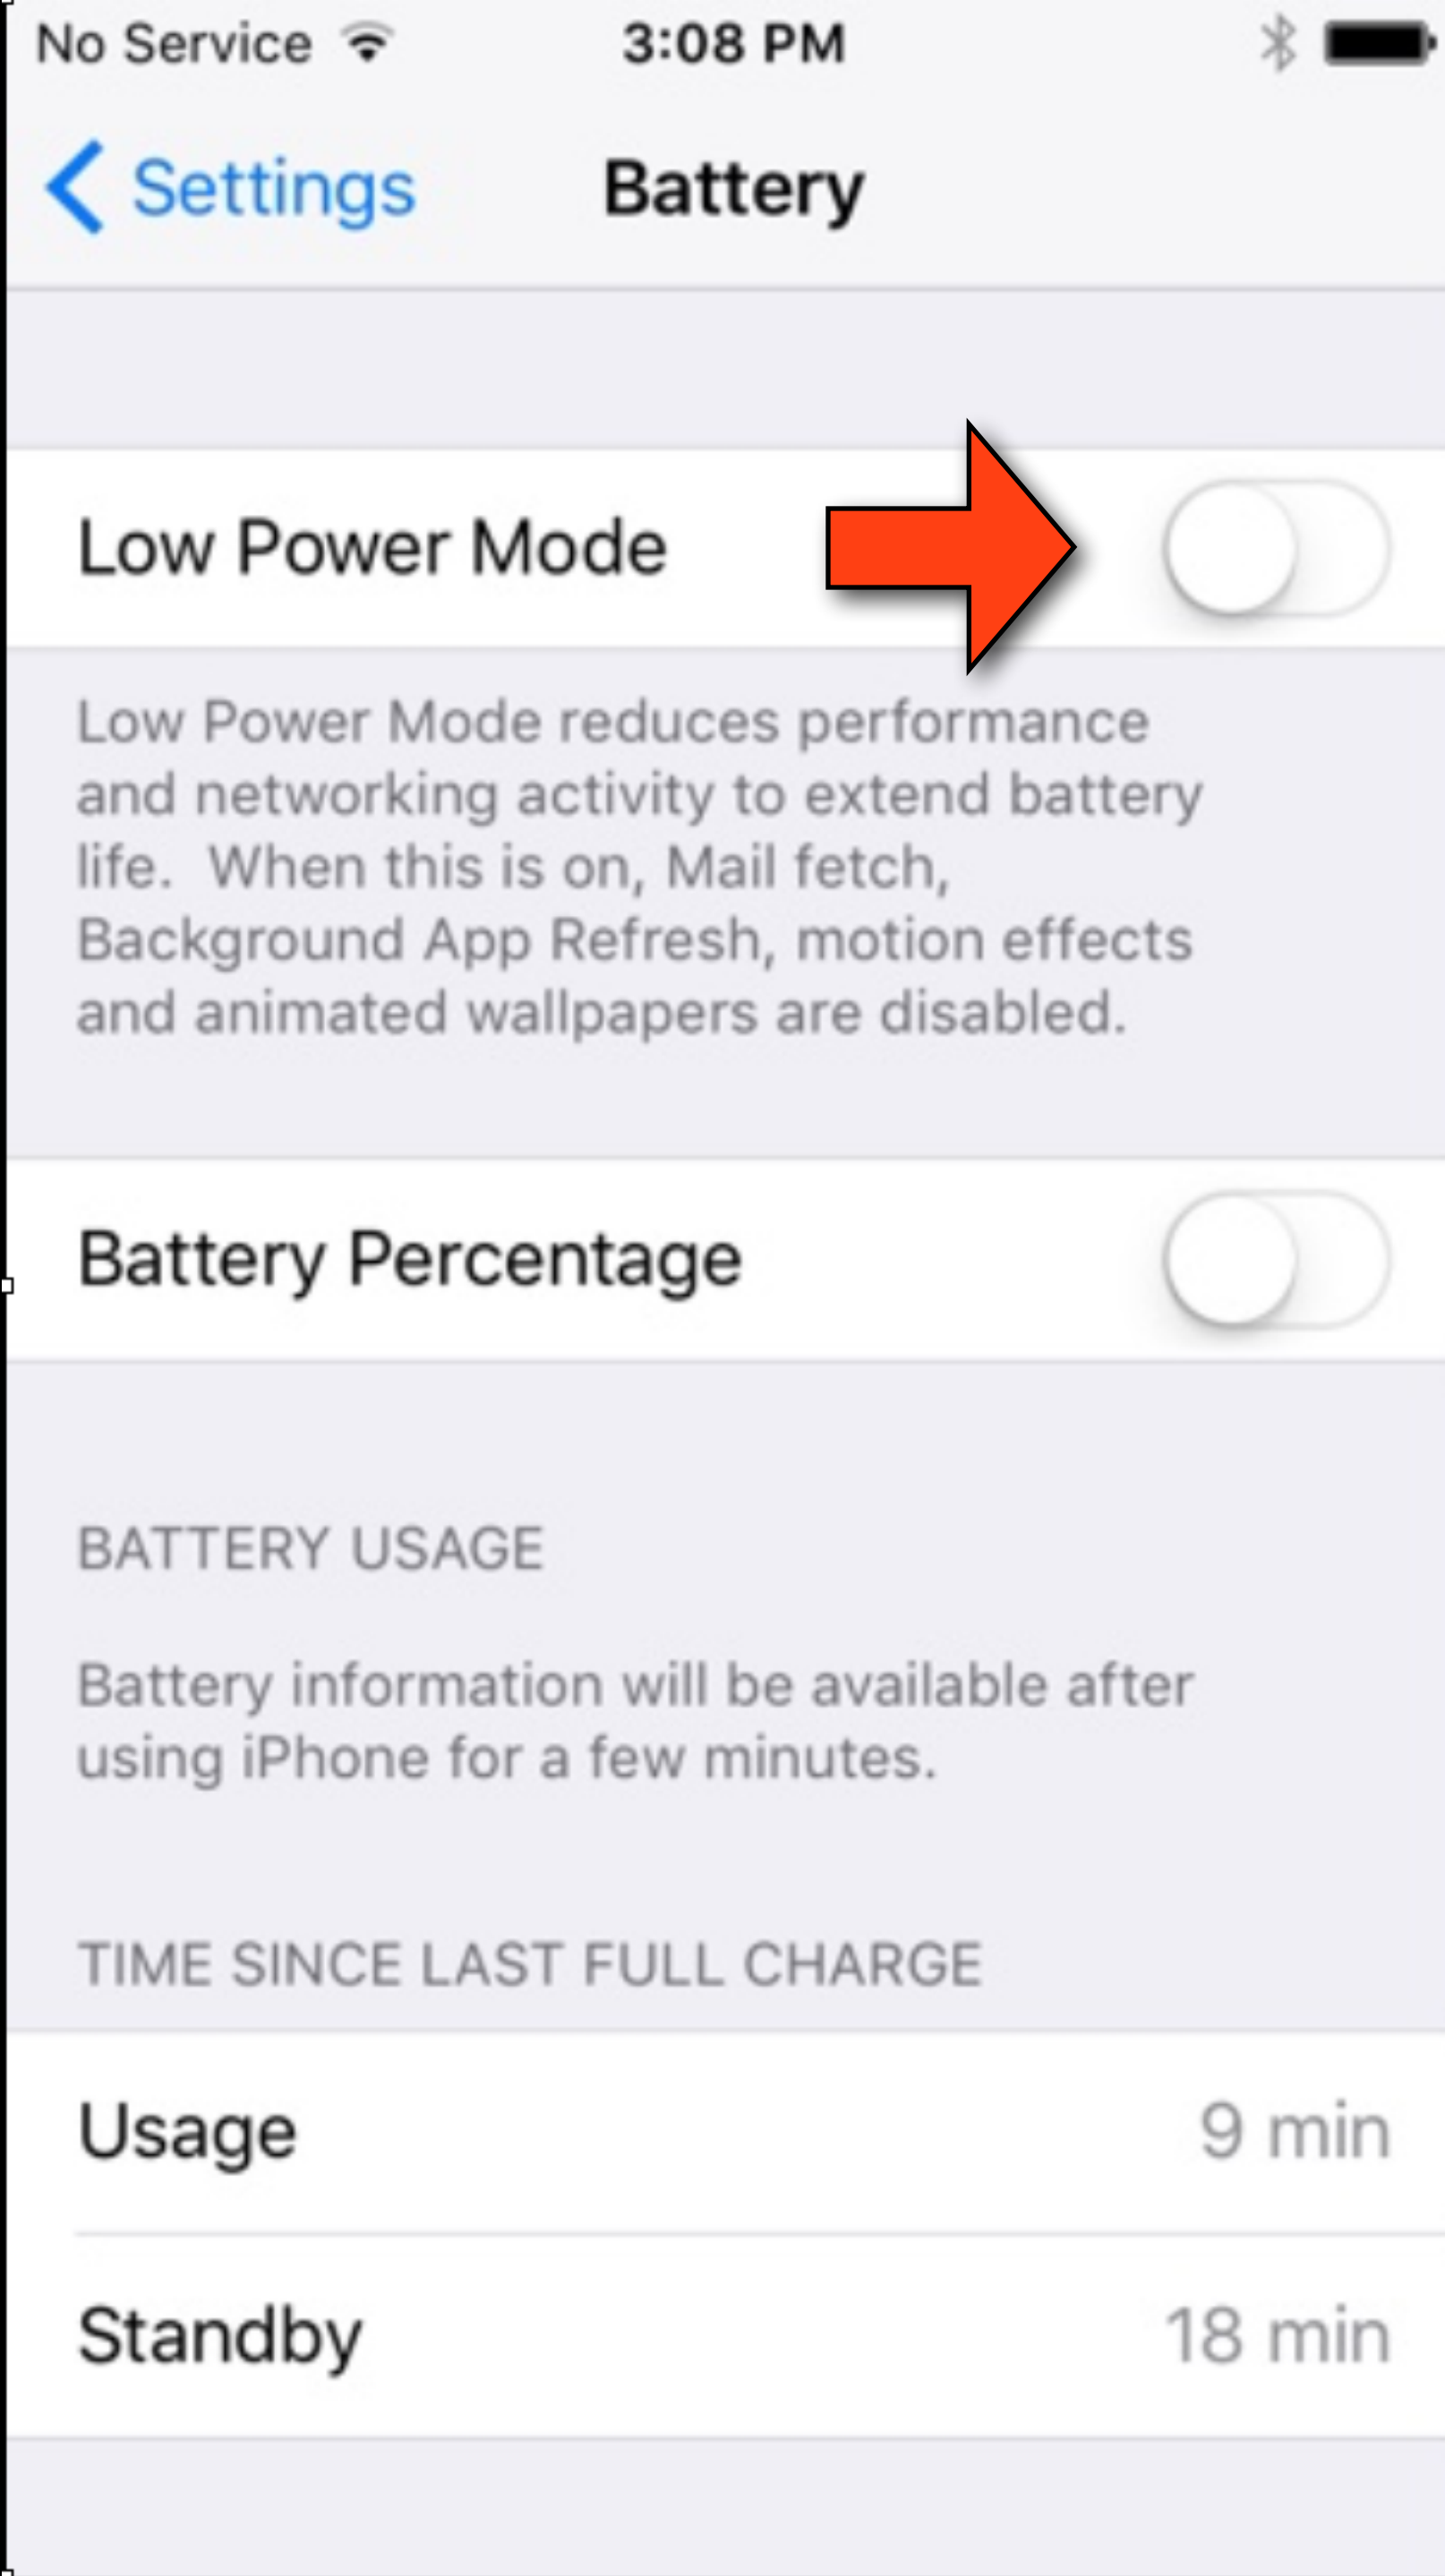 No Service 3:08 PM
Settings Battery
Low Power Mode
Low Power Mode reduces performance
and networking activity to extend battery
life.  When this is on, Mail fetch,
Background App Refresh, motion effects
and animated wallpapers are disabled.
Battery Percentage
BATTERY USAGE
Battery information will be available after
using iPhone for a few minutes.
TIME SINCE LAST FULL CHARGE
Usage 9 min
Standby 18 min